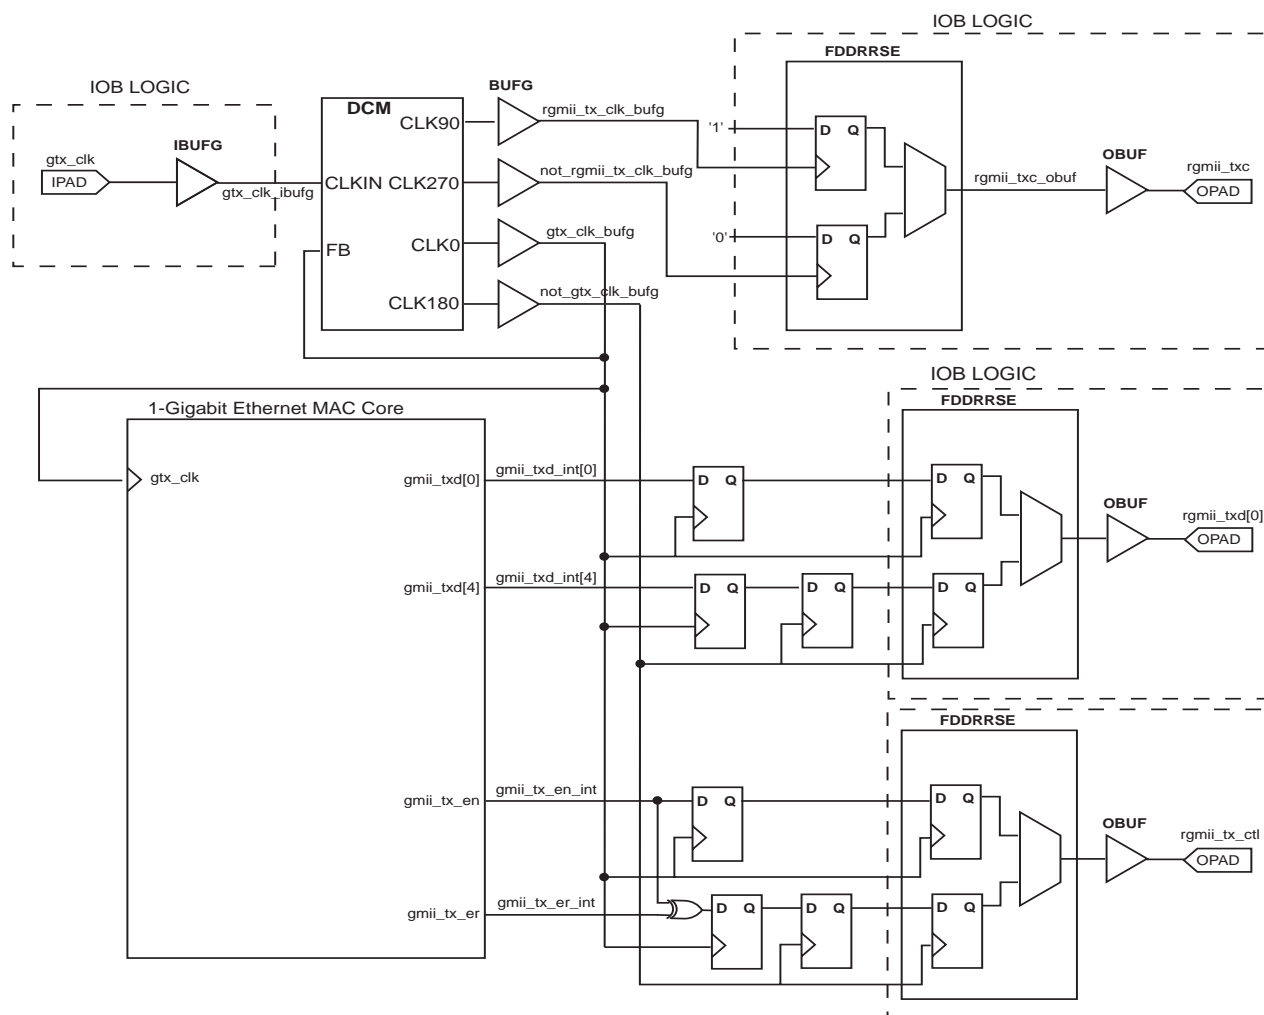 IOB LOGIC
FDDRRSE
IOB LOGIC
BUFG
DCM
rgmii_tx_clk_bufg
CLK90
'1'
D Q
IBUFG
gtx_clk
OBUF
rgmii_txc
IPAD
CLKIN CLK270
not_rgmii_tx_clk_bufg
rgmii_txc_obuf
OPAD
gtx_clk_ibufg
gtx_clk_bufg
'0'
D Q
FB
CLK0
not_gtx_clk_bufg
CLK180
IOB LOGIC
FDDRRSE
1-Gigabit Ethernet MAC Core
gtx_clk
gmii_txd[0]
gmii_txd_int[0]
D Q
D Q
OBUF
rgmii_txd[0]
OPAD
gmii_txd[4]
gmii_txd_int[4]
D Q
D Q
D Q
FDDRRSE
gmii_tx_en
gmii_tx_en_int
D Q
D Q
OBUF
rgmii_tx_ctl
OPAD
gmii_tx_er
gmii_tx_er_int
D Q
D Q
D Q